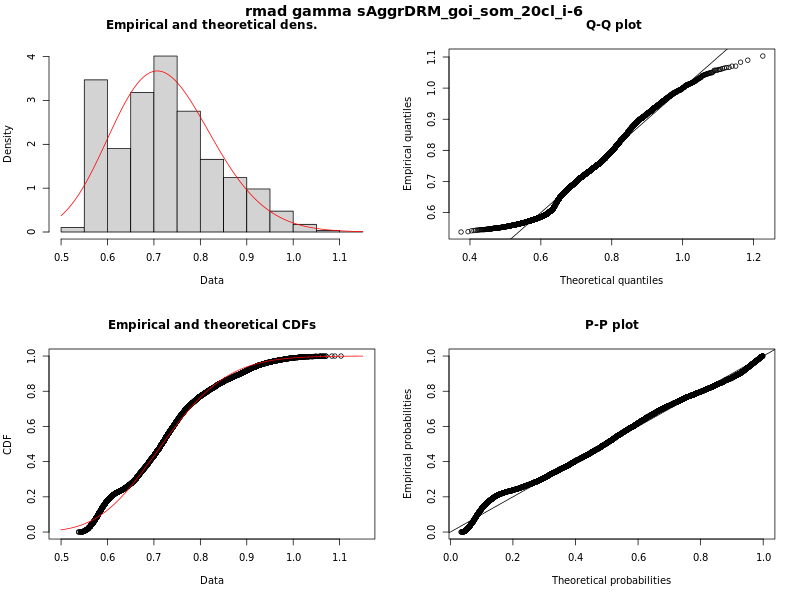 rmad gamma sAggrDRM_goi_som_20cl_i-6
Empirical and theoretical dens.
Density
0 1 2 3 4
0.5 0.6 0.7 0.8 0.9 1.0 1.1
Data
Q-Q plot
Empirical quantiles
0.6 0.7 0.8 0.9 1.0 1.1
0.4 0.6 0.8 1.0 1.2
Theoretical quantiles
Empirical and theoretical CDFs
CDF
0.0 0.2 0.4 0.6 0.8 1.0
0.5 0.6 0.7 0.8 0.9 1.0 1.1
Data
P-P plot
Empirical probabilities
0.0 0.2 0.4 0.6 0.8 1.0
0.0 0.2 0.4 0.6 0.8 1.0
Theoretical probabilities